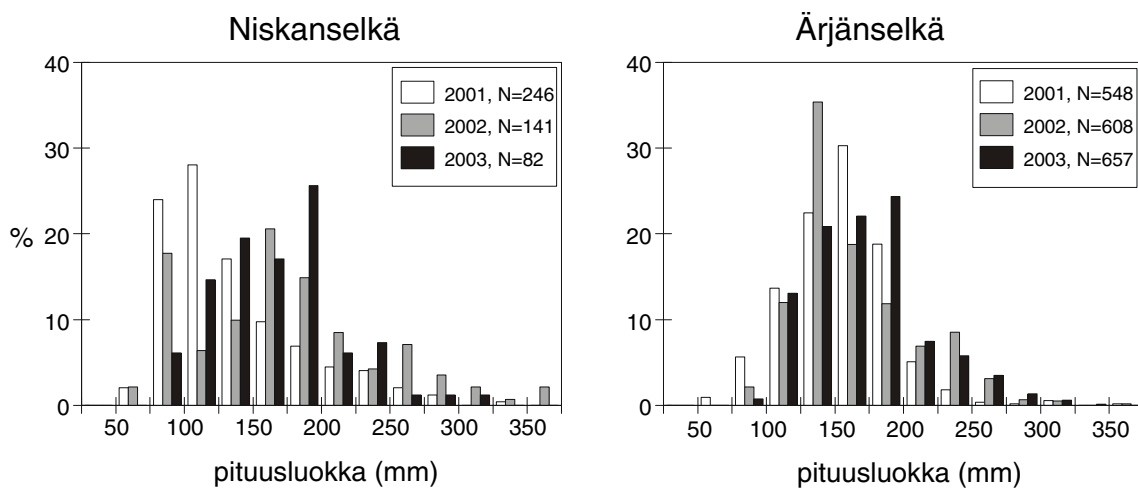 Niskanselkä
40
30
20
10
0
%
2001, N=246
2002, N=141
2003, N=82
50 100 150 200 250 300 350
pituusluokka (mm)
Ärjänselkä
40
30
20
10
0
2001, N=548
2002, N=608
2003, N=657
50 100 150 200 250 300 350
pituusluokka (mm)